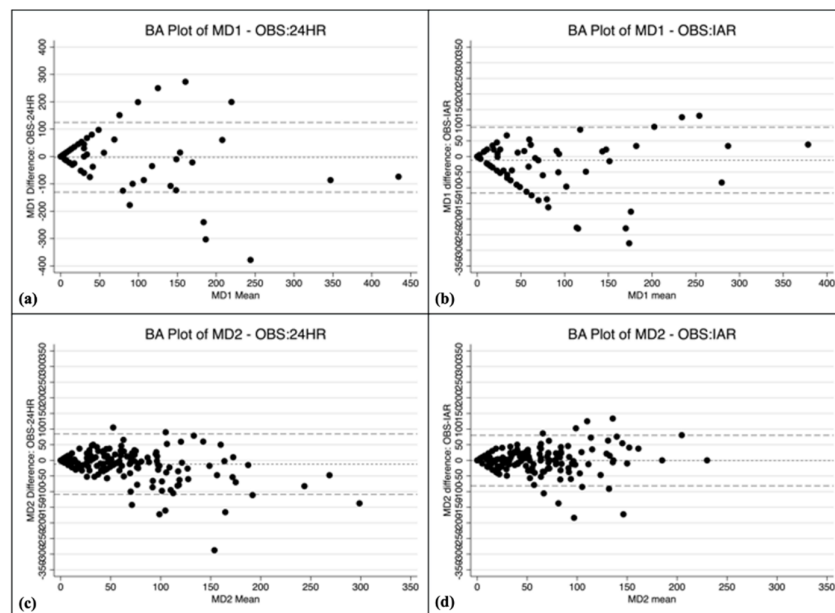 BA Plot of MD1 - OBS:24HR
MD1 Difference: OBS-24HR
400
300
200
100
0
-100
-200
-300
-400
0 50 100 150 200 250 300 350 400 450
MD1 Mean
(a)
BA Plot of MD1 - OBS:IAR
MD1 difference: OBS-IAR
0 50 100 150 200 250 300 350 400
MD1 mean
(b)
BA Plot of MD2 - OBS:24HR
MD2 Difference: OBS-24HR
0 50 100 150 200 250 300 350
MD2 Mean
(c)
BA Plot of MD2 - OBS:IAR
MD2 difference: OBS-IAR
0 50 100 150 200 250 300 350
MD2 mean
(d)